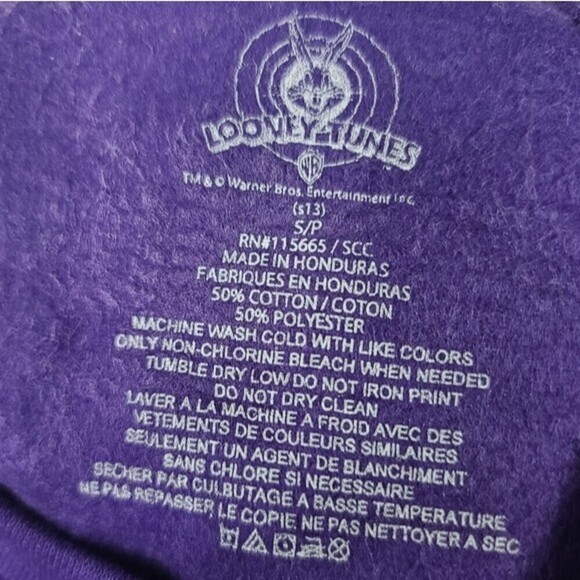 LOONEY TUNES
WB
TM & © Warner Bros. Entertainment Inc.
(s13)
S/P
RN#115665 / SCC
MADE IN HONDURAS
FABRIQUES EN HONDURAS
50% COTTON / COTON
50% POLYESTER
MACHINE WASH COLD WITH LIKE COLORS
ONLY NON-CHLORINE BLEACH WHEN NEEDED
TUMBLE DRY LOW DO NOT IRON PRINT
DO NOT DRY CLEAN
LAVER A LA MACHINE A FROID AVEC DES
VETEMENTS DE COULEURS SIMILAIRES
SEULEMENT UN AGENT DE BLANCHIMENT
SANS CHLORE SI NECESSAIRE
SECHER PAR CULBUTAGE A BASSE TEMPERATURE
NE PAS REPASSER LE COPIE NE PAS NETTOYER A SEC